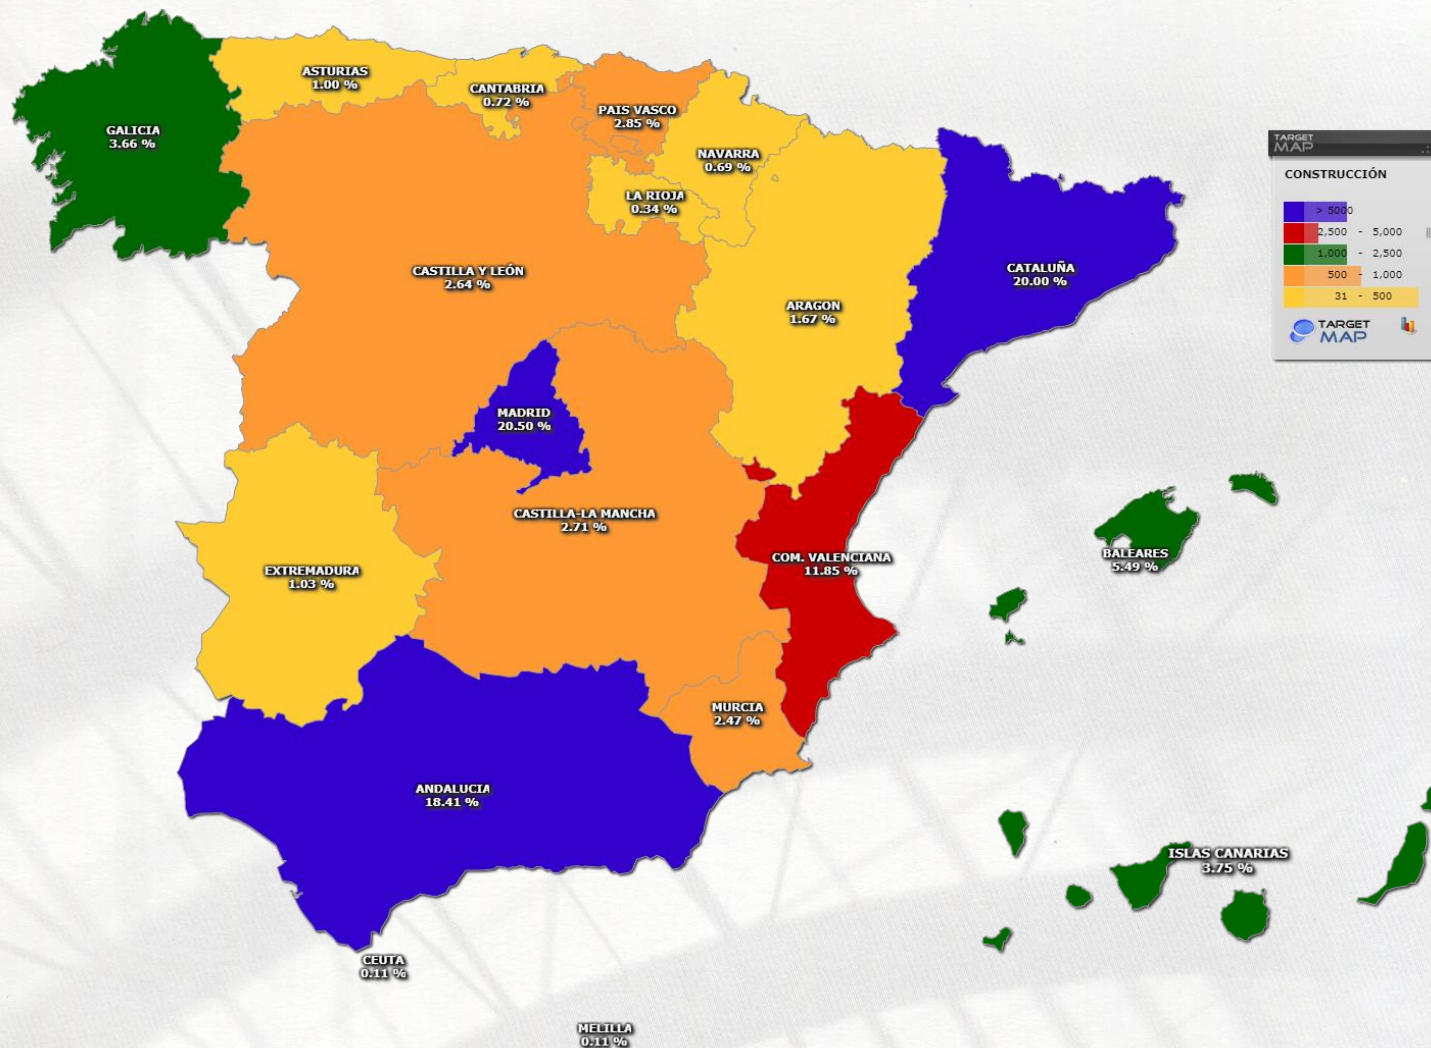 ASTURIAS
1.00 %
CANTABRIA
0.72 %
PAIS VASCO
2.85 %
GALICIA
3.66 %
NAVARRA
0.69 %
LA RIOJA
0.34 %
CASTILLA Y LEÓN
2.64 %
CATALUÑA
20.00 %
ARAGON
1.67 %
MADRID
20.50 %
CASTILLA-LA MANCHA
2.71 %
COM. VALENCIANA
11.85 %
BALEARES
5.49 %
EXTREMADURA
1.03 %
MURCIA
2.47 %
ANDALUCIA
18.41 %
ISLAS CANARIAS
3.75 %
CEUTA
0.11 %
MELILLA
0.11 %
TARGET
MAP
CONSTRUCCIÓN
> 5000
2,500 - 5,000
1,000 - 2,500
500 - 1,000
31 - 500
TARGET
MAP